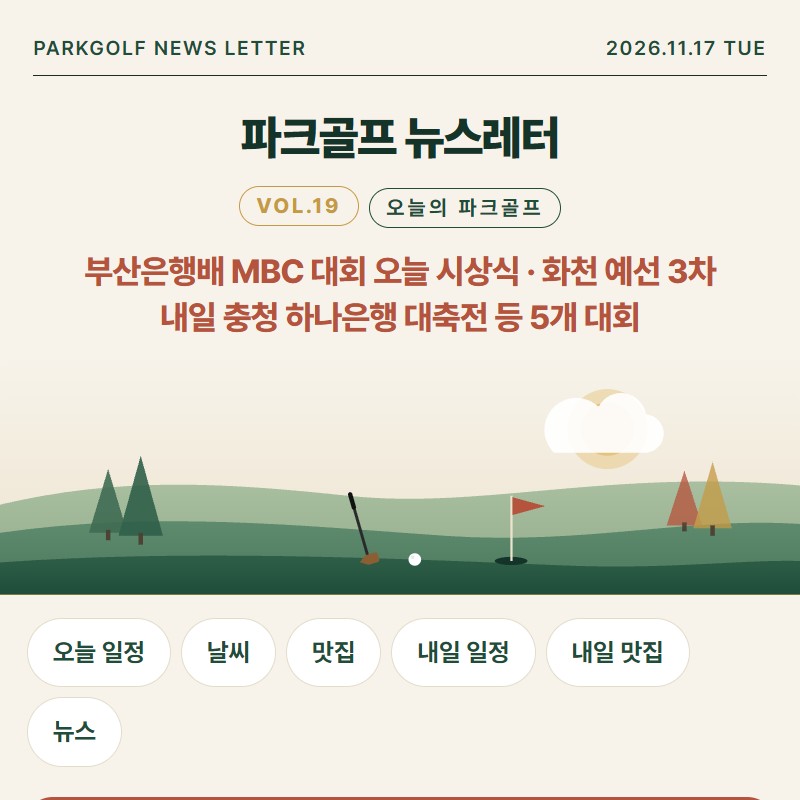 PARKGOLF NEWS LETTER
2026.11.17 TUE
파크골프 뉴스레터
VOL.19
오늘의 파크골프
부산은행배 MBC 대회 오늘 시상식 · 화천 예선 3차
내일 충청 하나은행 대축전 등 5개 대회
오늘 일정
날씨
맛집
내일 일정
내일 맛집
뉴스